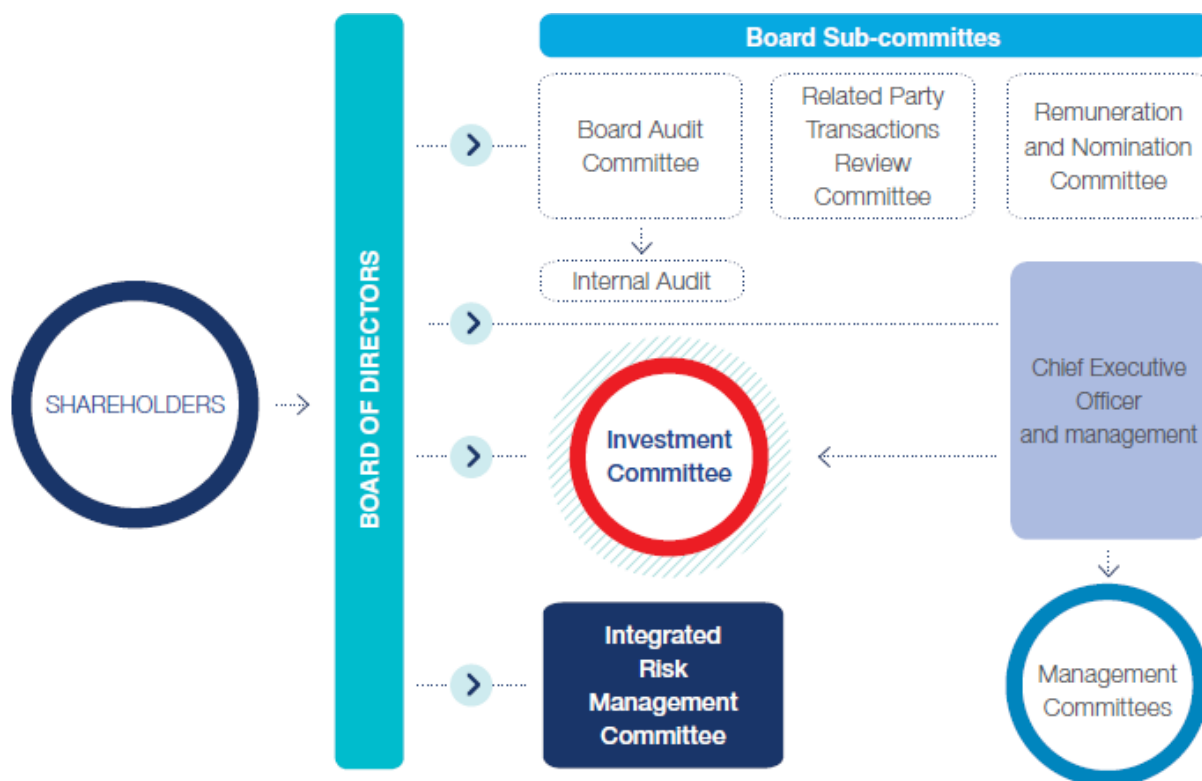 Board Sub-committes
Board Audit
Committee
Related Party
Transactions
Review
Committee
Remuneration
and Nomination
Committee
Internal Audit
SHAREHOLDERS
BOARD OF DIRECTORS
Chief Executive
Officer
and management
Investment
Committee
Integrated
Risk
Management
Committee
Management
Committees